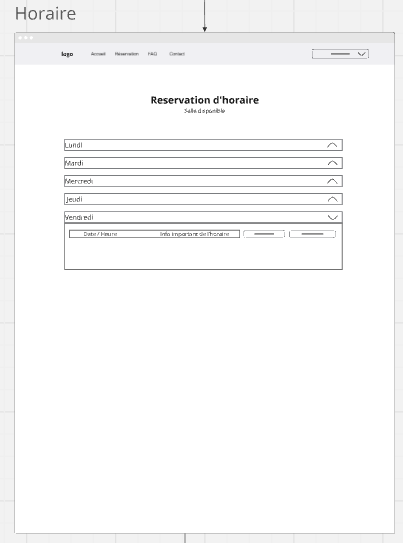 Horaire
logo Accueil Réservation FAQ Contact
Reservation d'horaire
Salle disponible
Lundi
Mardi
Mercredi
Jeudi
Vendredi
Date / Heure Info important de l'horaire